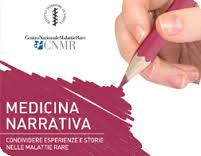 Centro Nazionale Malattie Rare
CNMR
MEDICINA
NARRATIVA
CONDIVIDERE ESPERIENZE E STORIE
NELLE MALATTIE RARE